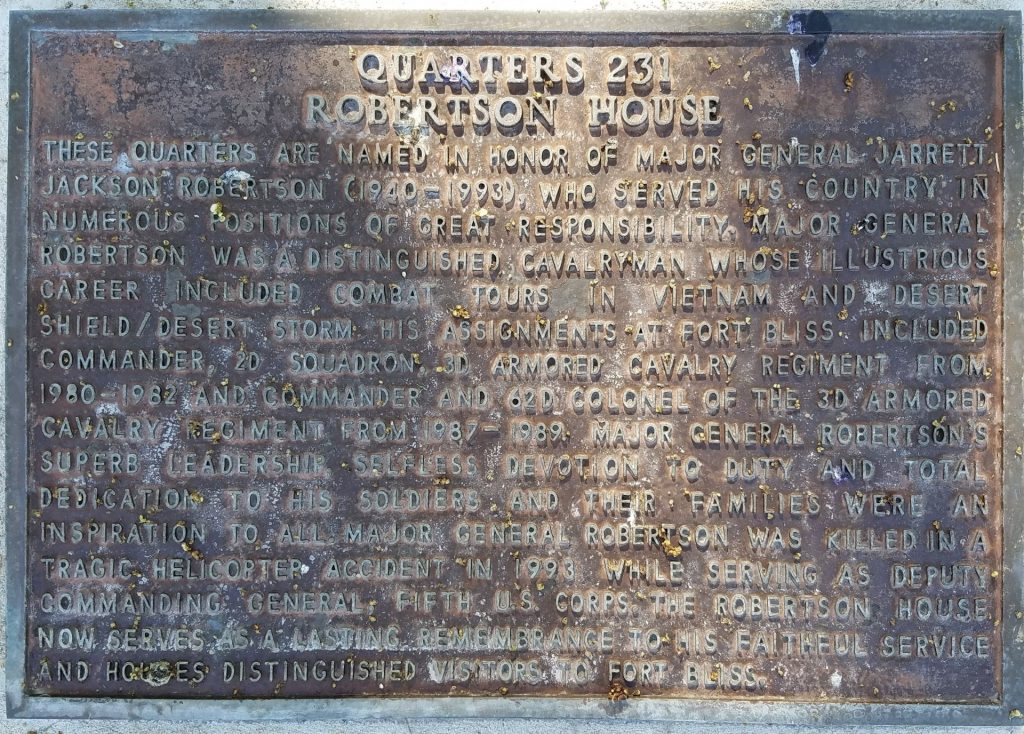 QUARTERS 231
ROBERTSON HOUSE
THESE QUARTERS ARE NAMED IN HONOR OF MAJOR GENERAL JARRETT
JACKSON ROBERTSON (1940-1993), WHO SERVED HIS COUNTRY IN
NUMEROUS POSITIONS OF GREAT RESPONSIBILITY. MAJOR GENERAL
ROBERTSON WAS A DISTINGUISHED CAVALRYMAN WHOSE ILLUSTRIOUS
CAREER INCLUDED COMBAT TOURS IN VIETNAM AND DESERT
SHIELD/DESERT STORM. HIS ASSIGNMENTS AT FORT BLISS INCLUDED
COMMANDER, 2D SQUADRON, 3D ARMORED CAVALRY REGIMENT FROM
1980-1982 AND COMMANDER AND 62D COLONEL OF THE 3D ARMORED
CAVALRY REGIMENT FROM 1987-1989. MAJOR GENERAL ROBERTSON'S
SUPERB LEADERSHIP, SELFLESS DEVOTION TO DUTY AND TOTAL
DEDICATION TO HIS SOLDIERS AND THEIR FAMILIES WERE AN
INSPIRATION TO ALL. MAJOR GENERAL ROBERTSON WAS KILLED IN A
TRAGIC HELICOPTER ACCIDENT IN 1993 WHILE SERVING AS DEPUTY
COMMANDING GENERAL, FIFTH U.S. CORPS. THE ROBERTSON HOUSE
NOW SERVES AS A LASTING REMEMBRANCE TO HIS FAITHFUL SERVICE
AND HOUSES DISTINGUISHED VISITORS TO FORT BLISS.